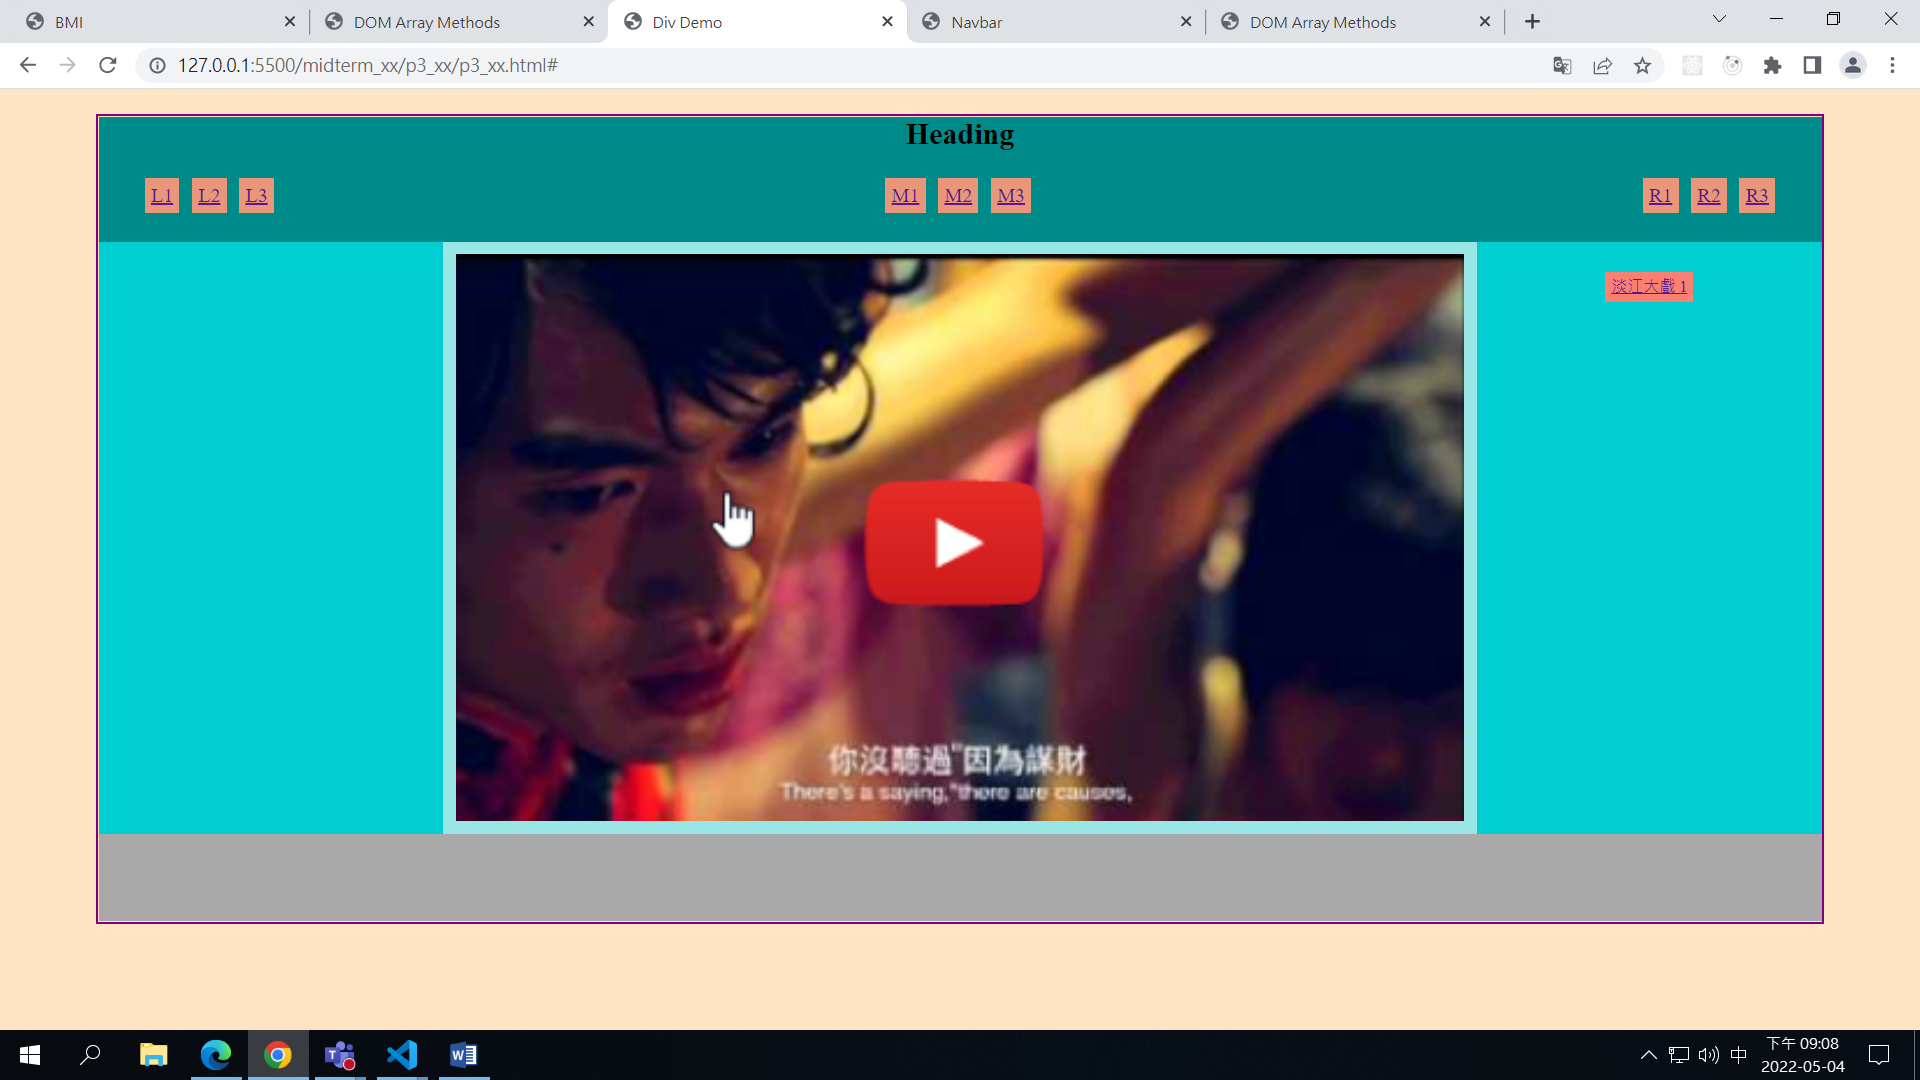 BMI
DOM Array Methods
Div Demo
Navbar
DOM Array Methods
127.0.0.1:5500/midterm_xx/p3_xx/p3_xx.html#
Heading
L1 L2 L3 M1 M2 M3 R1 R2 R3
淡江大戲 1
你沒聽過"因為謀財
There's a saying,"there are causes,
中
下午 09:08
2022-05-04